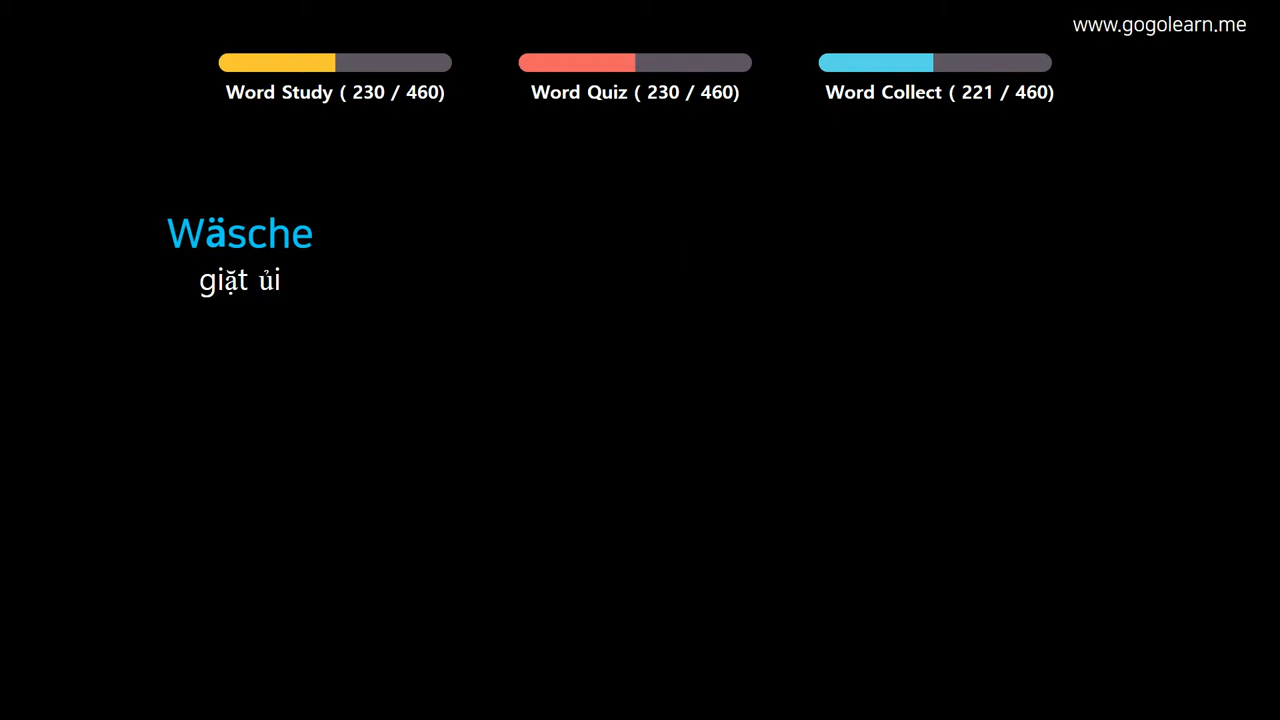 www.gogolearn.me
Word Study ( 230 / 460)
Word Quiz ( 230 / 460)
Word Collect ( 221 / 460)
Wäsche
giặt ủi